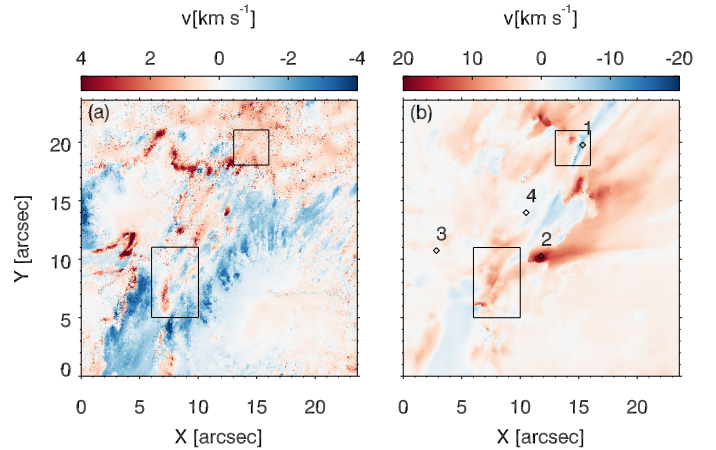 v[km s⁻¹] v[km s⁻¹]
4 2 0 -2 -4 20 10 0 -10 -20
(a) (b)
20 1
15 4
10 3 2
5
0
Y [arcsec]
0 5 10 15 20 0 5 10 15 20
X [arcsec] X [arcsec]